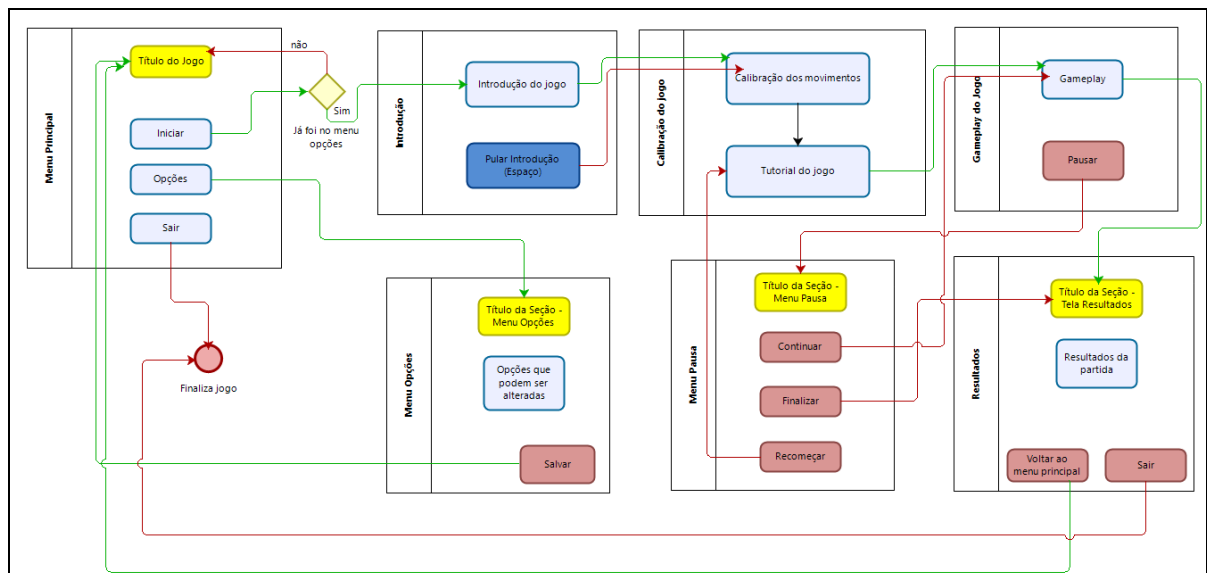 Menu Principal
Título do Jogo
Iniciar
Opções
Sair
não
Sim
Já foi no menu
opções
Finaliza jogo
Introdução
Introdução do jogo
Pular Introdução
(Espaço)
Calibração do jogo
Calibração dos movimentos
Tutorial do jogo
Gameplay do Jogo
Gameplay
Pausar
Menu Opções
Título da Seção -
Menu Opções
Opções que
podem ser
alteradas
Salvar
Menu Pausa
Título da Seção -
Menu Pausa
Continuar
Finalizar
Recomeçar
Resultados
Título da Seção -
Tela Resultados
Resultados da
partida
Voltar ao
menu principal
Sair